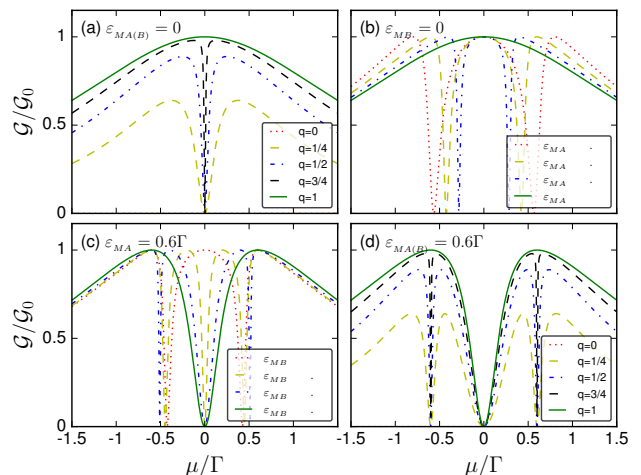 (a) ε_{MA(B)} = 0
G/G₀
1
0.5
0
q=0
q=1/4
q=1/2
q=3/4
q=1
(b) ε_{MB} = 0
ε_{MA} .
ε_{MA} .
ε_{MA} .
ε_{MA} .
(c) ε_{MA} = 0.6Γ
G/G₀
1
0.5
0
ε_{MB} .
ε_{MB} .
ε_{MB} .
ε_{MB} .
-1.5 -1 -0.5 0 0.5 1
μ/Γ
(d) ε_{MA(B)} = 0.6Γ
q=0
q=1/4
q=1/2
q=3/4
q=1
-1.5 -1 -0.5 0 0.5 1 1.5
μ/Γ